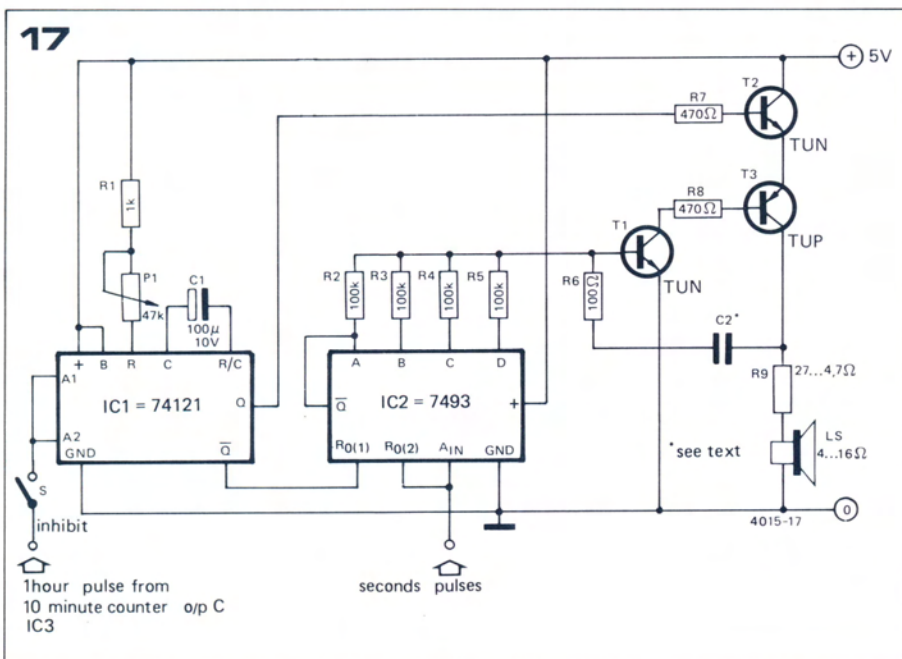 17
+ 5V
T2
R7
470Ω
TUN
R1
1k
T3
R8
470Ω
T1
TUP
P1
47k
C1
100μ
10V
R2
100k
R3
100k
R4
100k
R5
100k
R6
100Ω
TUN
C2*
+ B R C R/C
A1
IC1 = 74121
Q
A2
GND
Q̅
A B C D
Q̅
IC2 = 7493
+
R0(1) R0(2) AIN GND
R9
27...4,7Ω
LS
4...16Ω
*see text
S
inhibit
4015-17
0
1hour pulse from
10 minute counter o/p C
IC3
seconds pulses